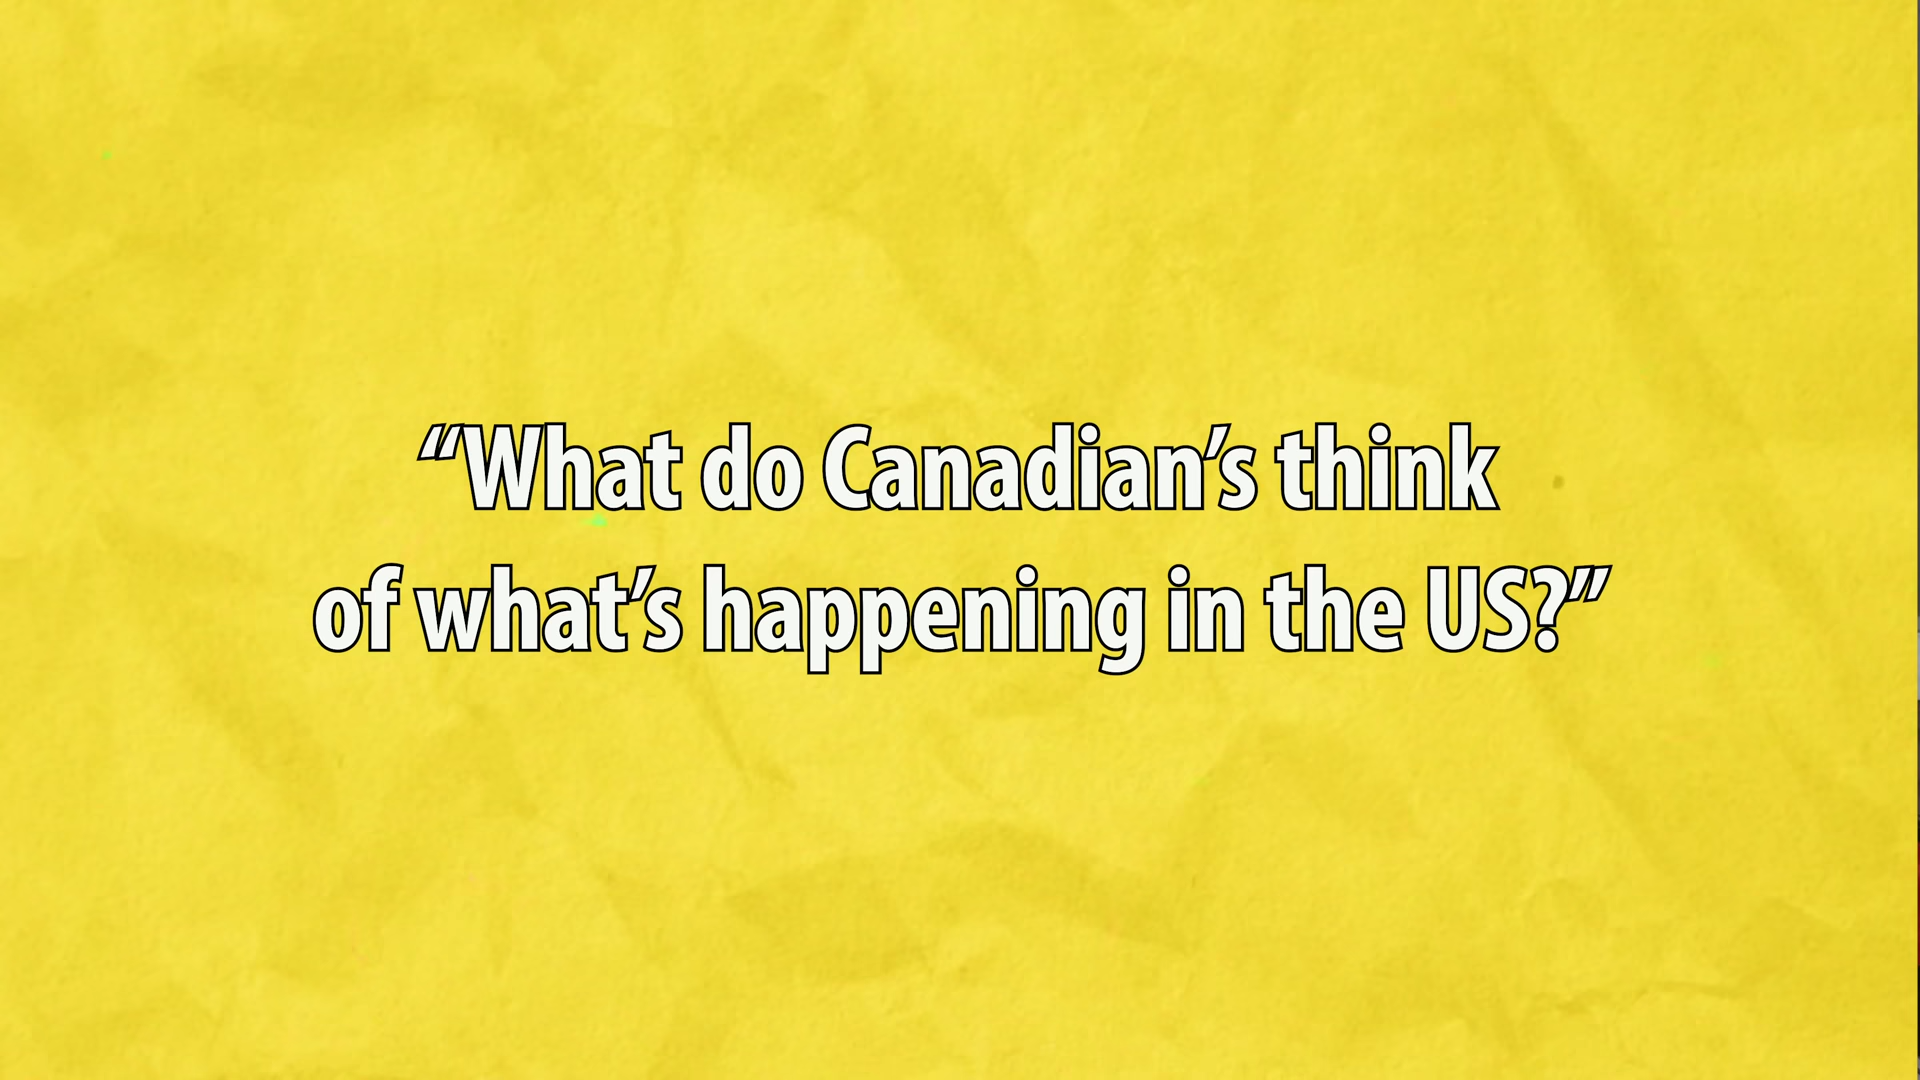 “What do Canadian’s think
of what’s happening in the US?”